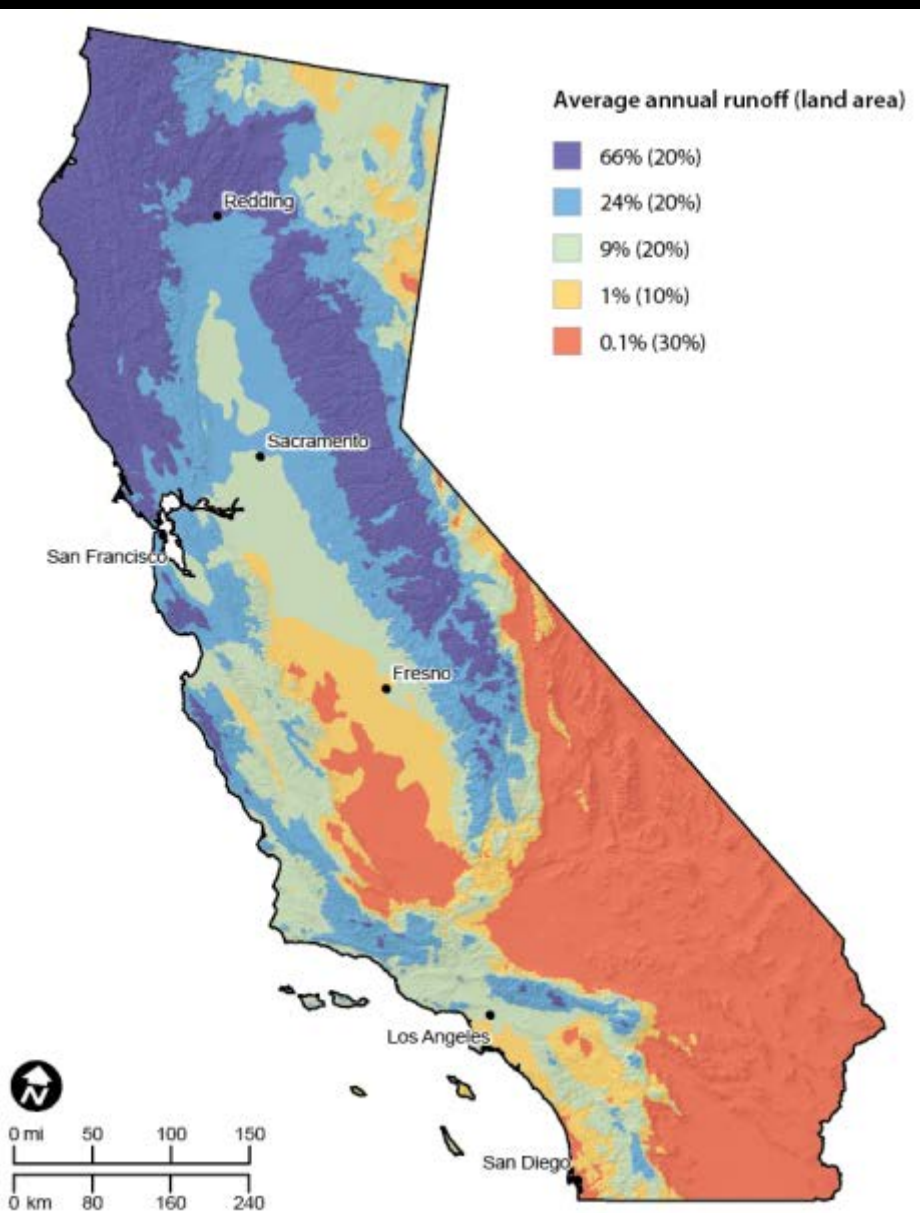 Average annual runoff (land area)
66% (20%)
24% (20%)
9% (20%)
1% (10%)
0.1% (30%)
Redding
Sacramento
San Francisco
Fresno
Los Angeles
San Diego
N
0 mi 50 100 150
0 km 80 160 240